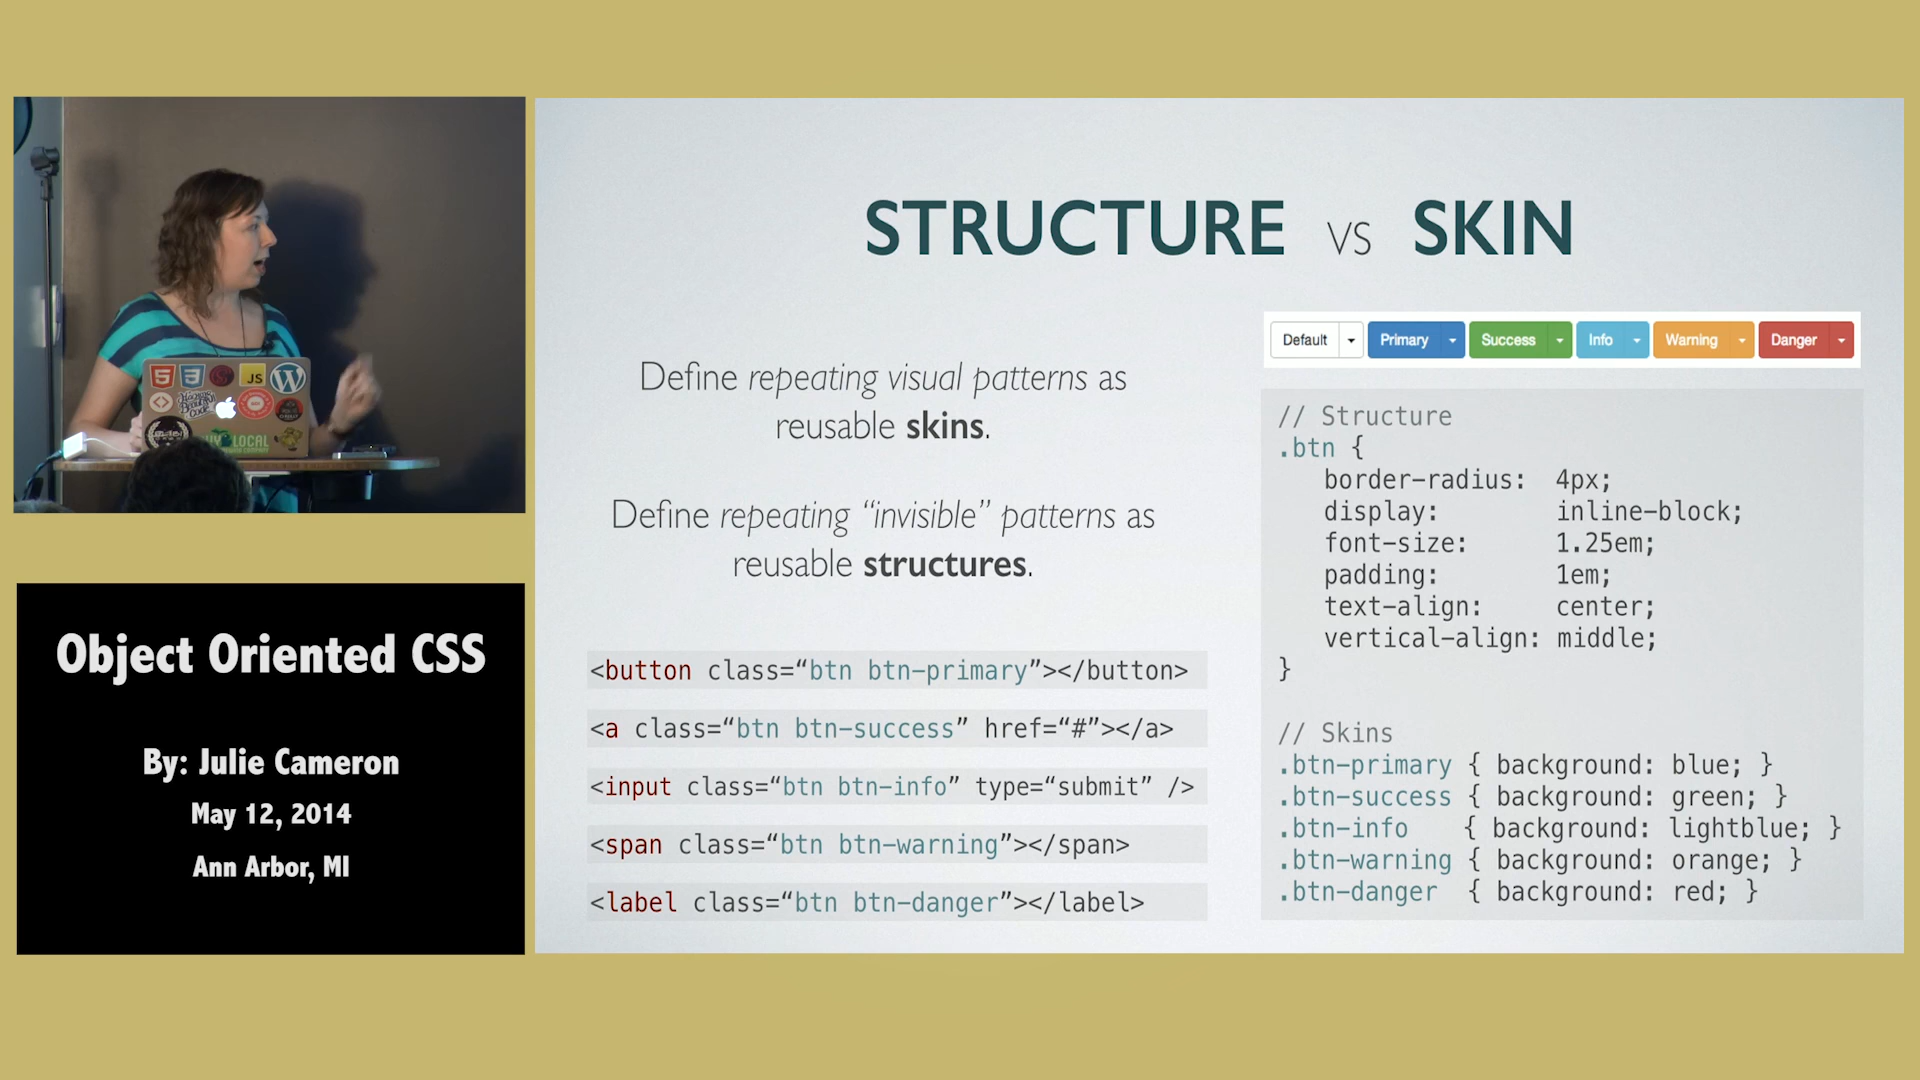 STRUCTURE vs SKIN
Define repeating visual patterns as
reusable skins.
Define repeating “invisible” patterns as
reusable structures.
<button class=“btn btn-primary”></button>
<a class=“btn btn-success” href=“#”></a>
<input class=“btn btn-info” type=“submit” />
<span class=“btn btn-warning”></span>
<label class=“btn btn-danger”></label>
Default Primary Success Info Warning Danger
// Structure
.btn {
border-radius: 4px;
display: inline-block;
font-size: 1.25em;
padding: 1em;
text-align: center;
vertical-align: middle;
}
// Skins
.btn-primary { background: blue; }
.btn-success { background: green; }
.btn-info { background: lightblue; }
.btn-warning { background: orange; }
.btn-danger { background: red; }
JS
LOCAL
Object Oriented CSS
By: Julie Cameron
May 12, 2014
Ann Arbor, MI